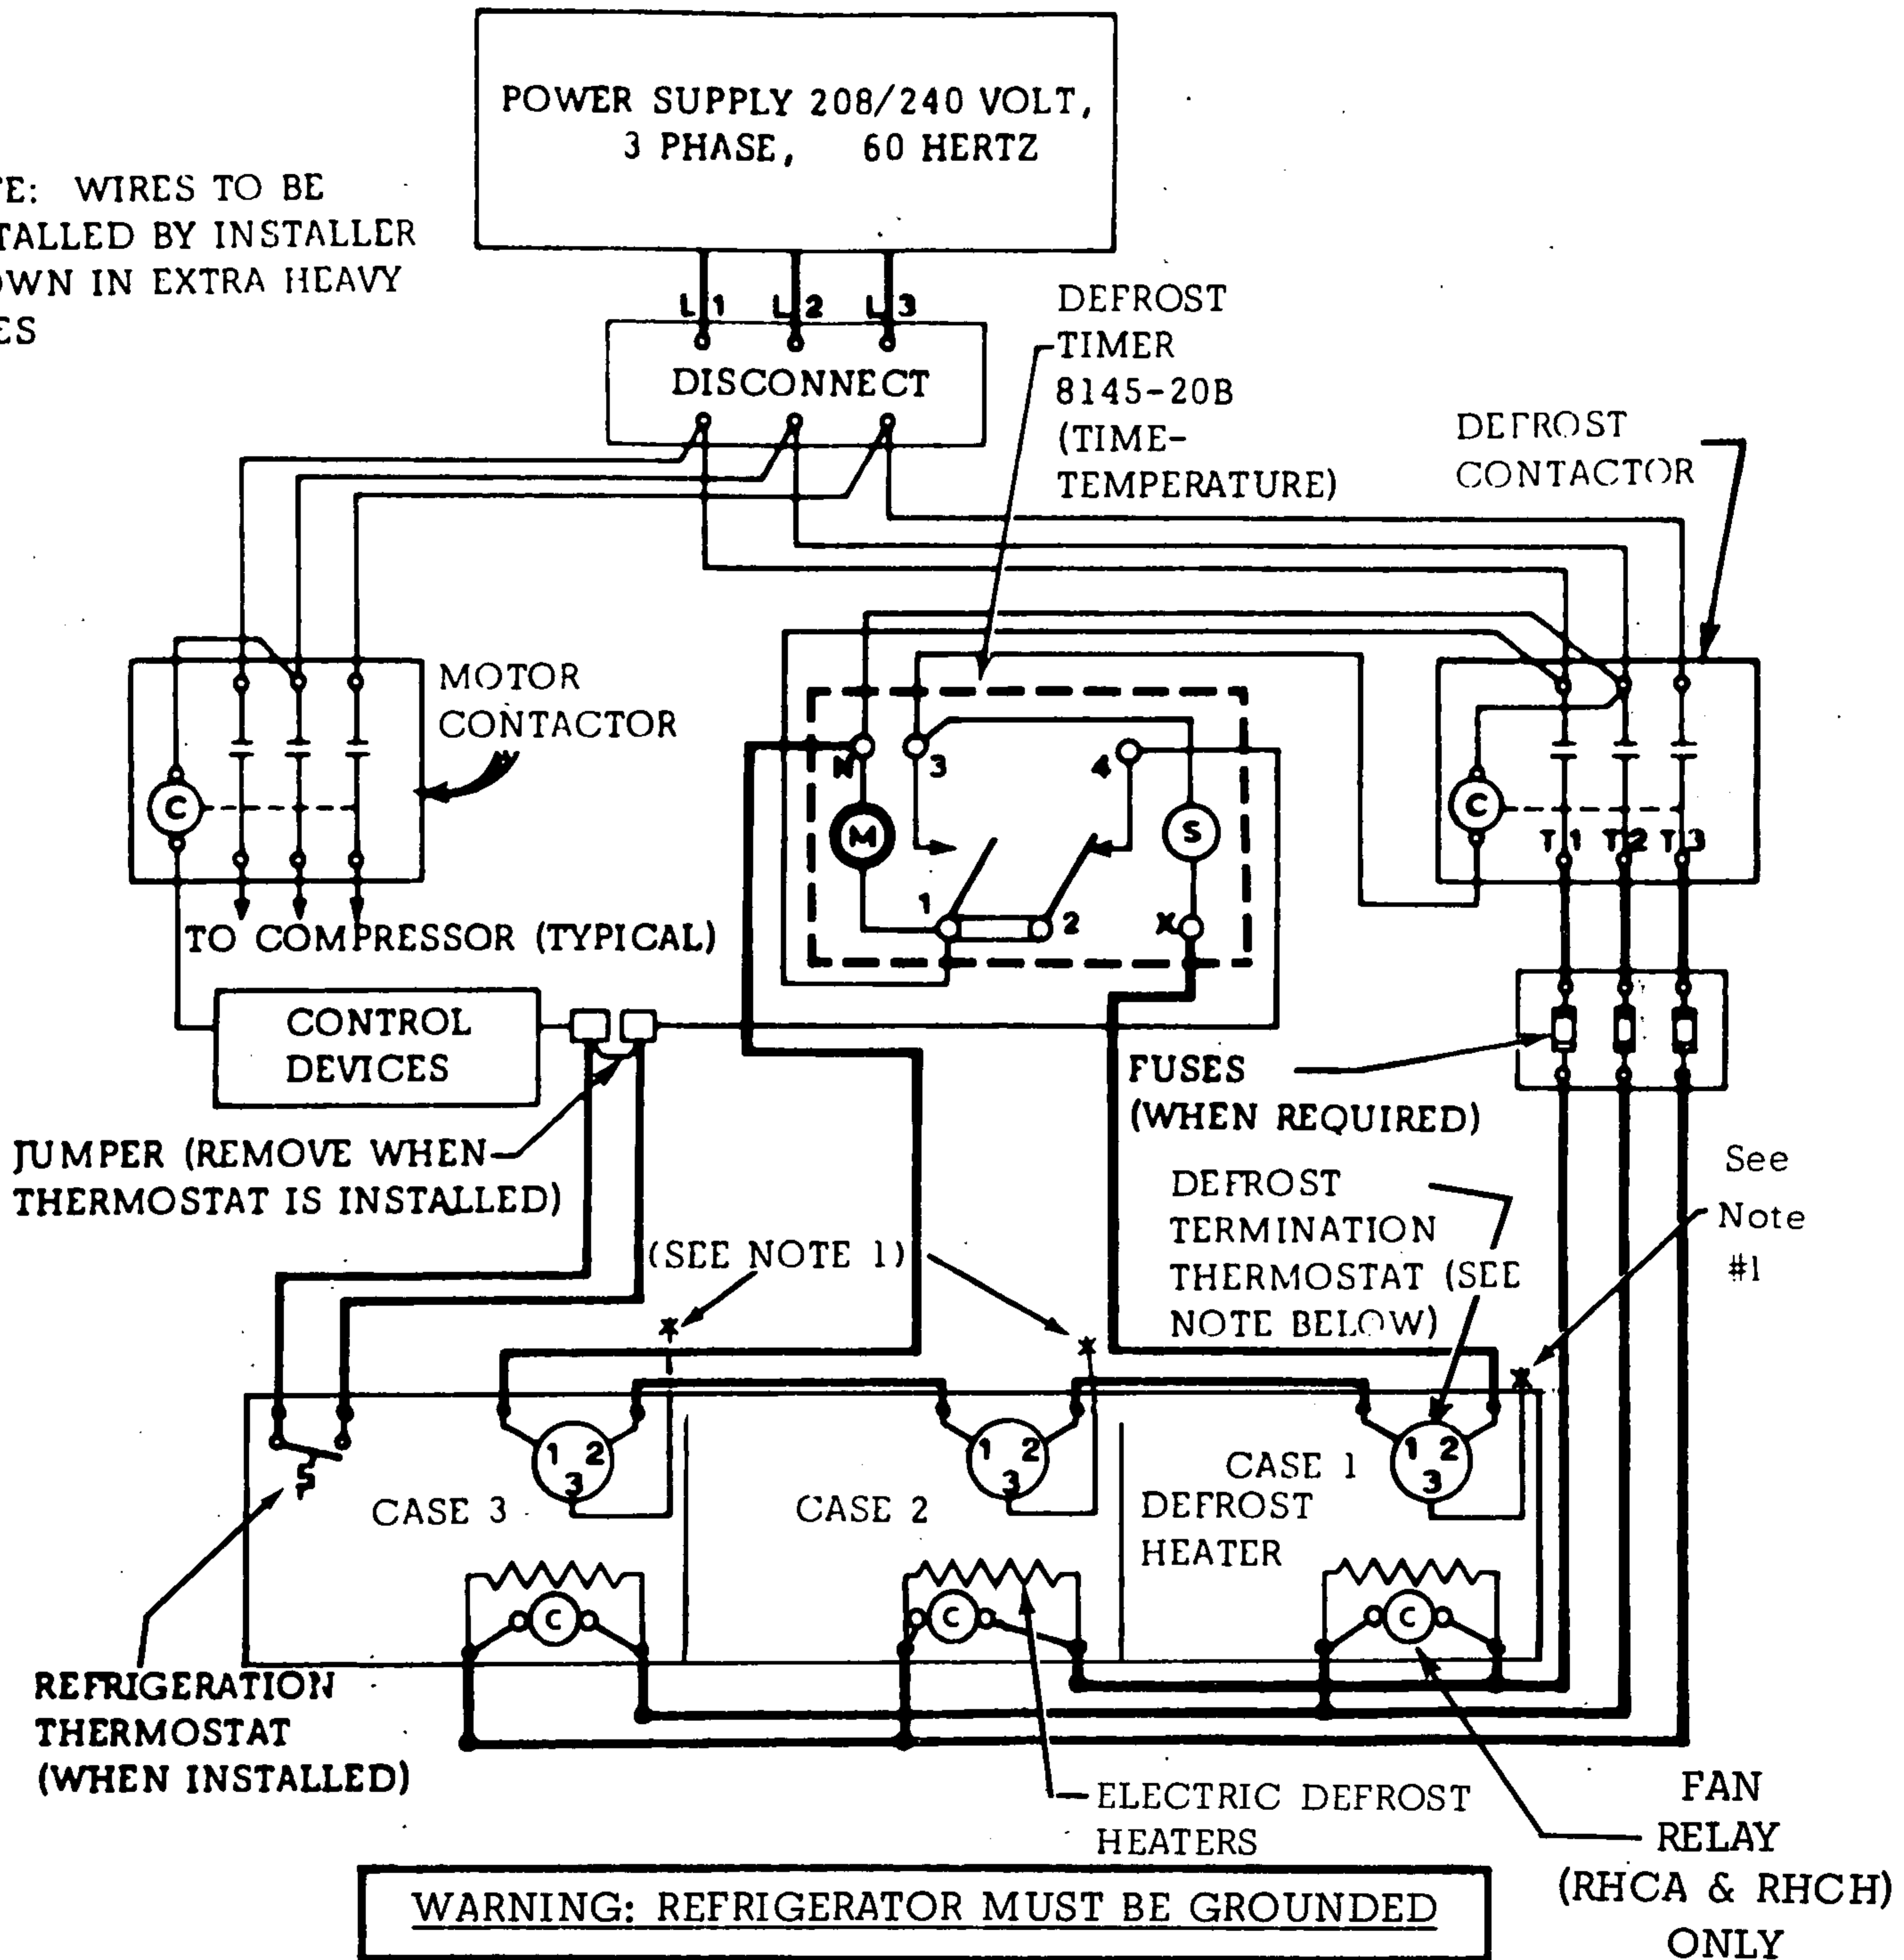 POWER SUPPLY 208/240 VOLT,
3 PHASE, 60 HERTZ
TE: WIRES TO BE
TALLED BY INSTALLER
OWN IN EXTRA HEAVY
ES
L1 L2 L3
DISCONNECT
DEFROST
TIMER
8145-20B
(TIME-
TEMPERATURE)
DEFROST
CONTACTOR
MOTOR
CONTACTOR
C
N
3
4
M
S
1
2
X
C
T1 T2 T3
TO COMPRESSOR (TYPICAL)
CONTROL
DEVICES
FUSES
(WHEN REQUIRED)
JUMPER (REMOVE WHEN
THERMOSTAT IS INSTALLED)
DEFROST
TERMINATION
THERMOSTAT (SEE
NOTE BELOW)
See
Note
#1
(SEE NOTE 1)
1 2
3
CASE 3
1 2
3
CASE 2
CASE 1
1 2
3
DEFROST
HEATER
C
C
C
REFRIGERATION
THERMOSTAT
(WHEN INSTALLED)
ELECTRIC DEFROST
HEATERS
FAN
RELAY
(RHCA & RHCH)
ONLY
WARNING: REFRIGERATOR MUST BE GROUNDED